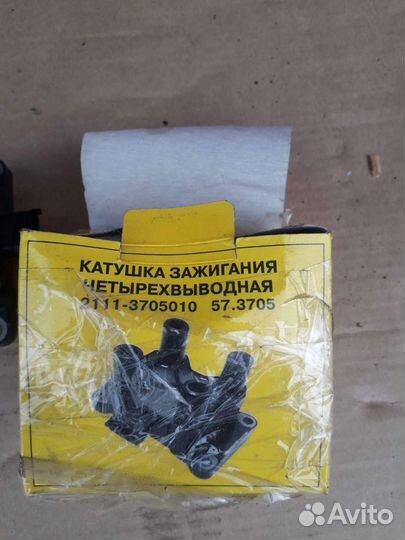 КАТУШКА ЗАЖИГАНИЯ
ЧЕТЫРЕХВЫВОДНАЯ
2111-3705010 57.3705
Avito